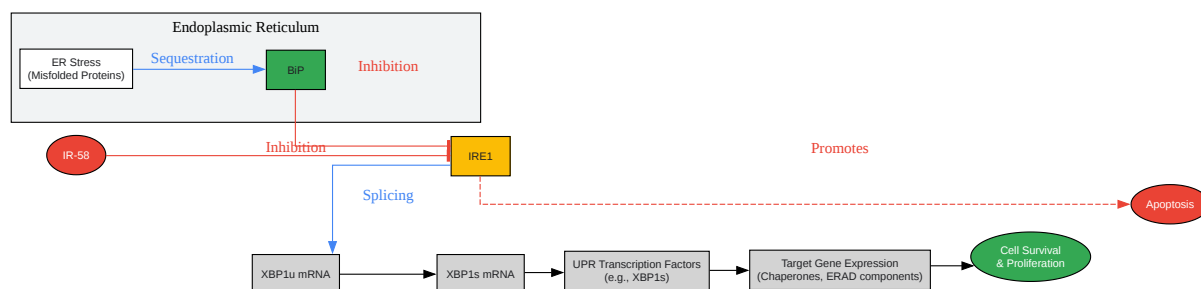 Endoplasmic Reticulum
ER Stress
(Misfolded Proteins)
Sequestration
BiP
Inhibition
IR-58
Inhibition
IRE1
Promotes
Splicing
Apoptosis
XBP1u mRNA
XBP1s mRNA
UPR Transcription Factors
(e.g., XBP1s)
Target Gene Expression
(Chaperones, ERAD components)
Cell Survival
& Proliferation